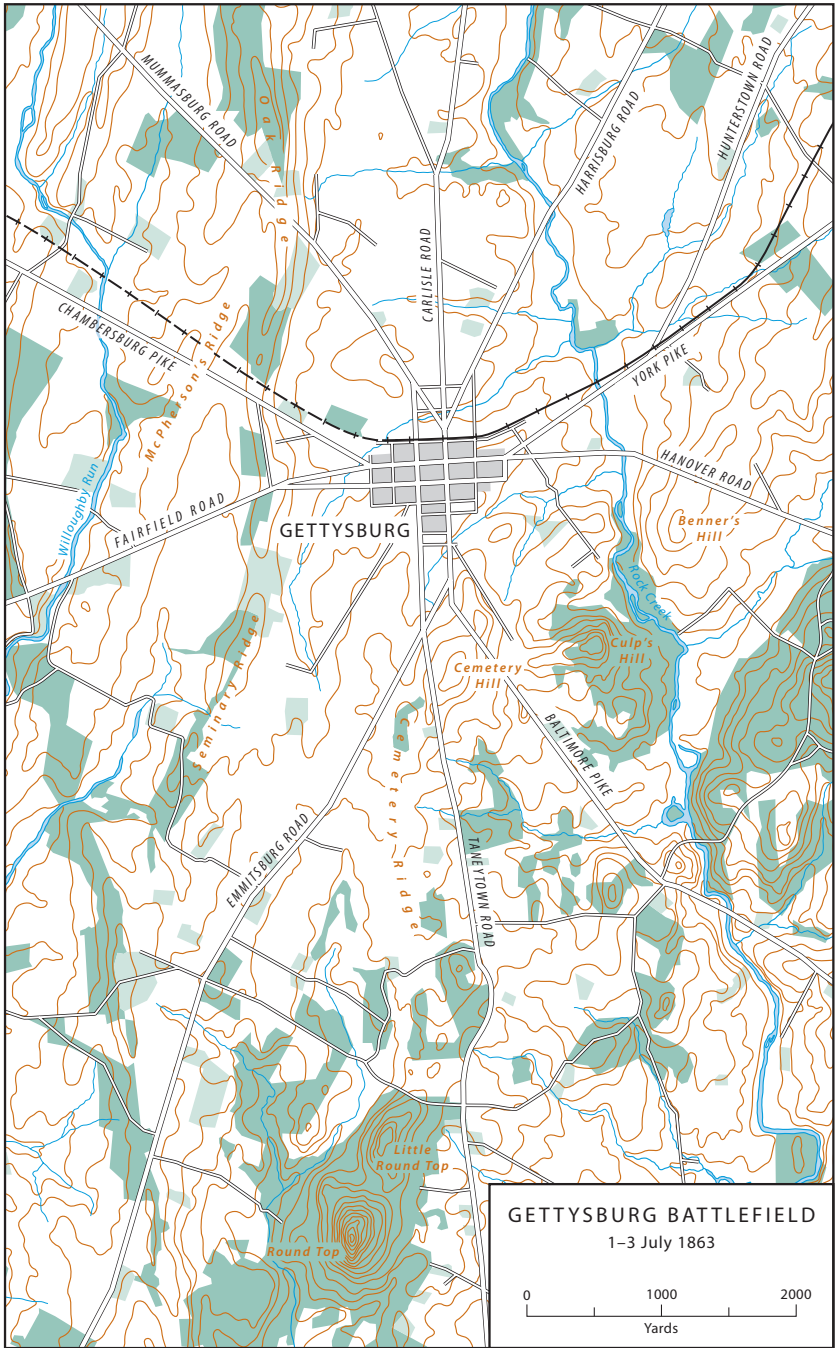 MUMMASBURG ROAD
Oak Ridge
HARRISBURG ROAD
HUNTERSTOWN ROAD
CARLISLE ROAD
CHAMBERSBURG PIKE
McPherson's Ridge
YORK PIKE
HANOVER ROAD
Willoughby Run
FAIRFIELD ROAD
GETTYSBURG
Benner's
Hill
Rock Creek
Culp's
Hill
Seminary Ridge
Cemetery
Hill
Cemetery Ridge
BALTIMORE PIKE
EMMITSBURG ROAD
TANEYTOWN ROAD
Little
Round Top
Round Top
GETTYSBURG BATTLEFIELD
1–3 July 1863
0 1000 2000
Yards